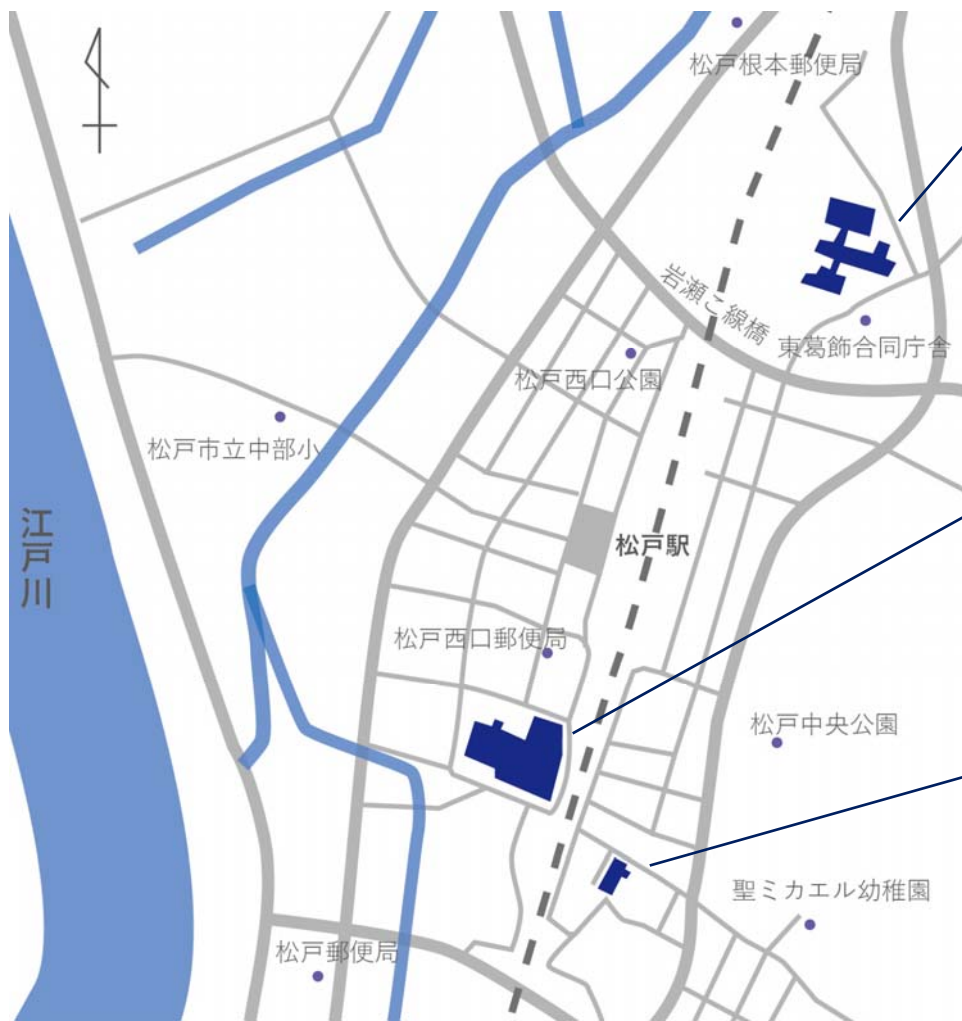 松戸根本郵便局
岩瀬こ線橋
東葛飾合同庁舎
松戸西口公園
松戸市立中部小
江戸川
松戸駅
松戸西口郵便局
松戸中央公園
聖ミカエル幼稚園
松戸郵便局